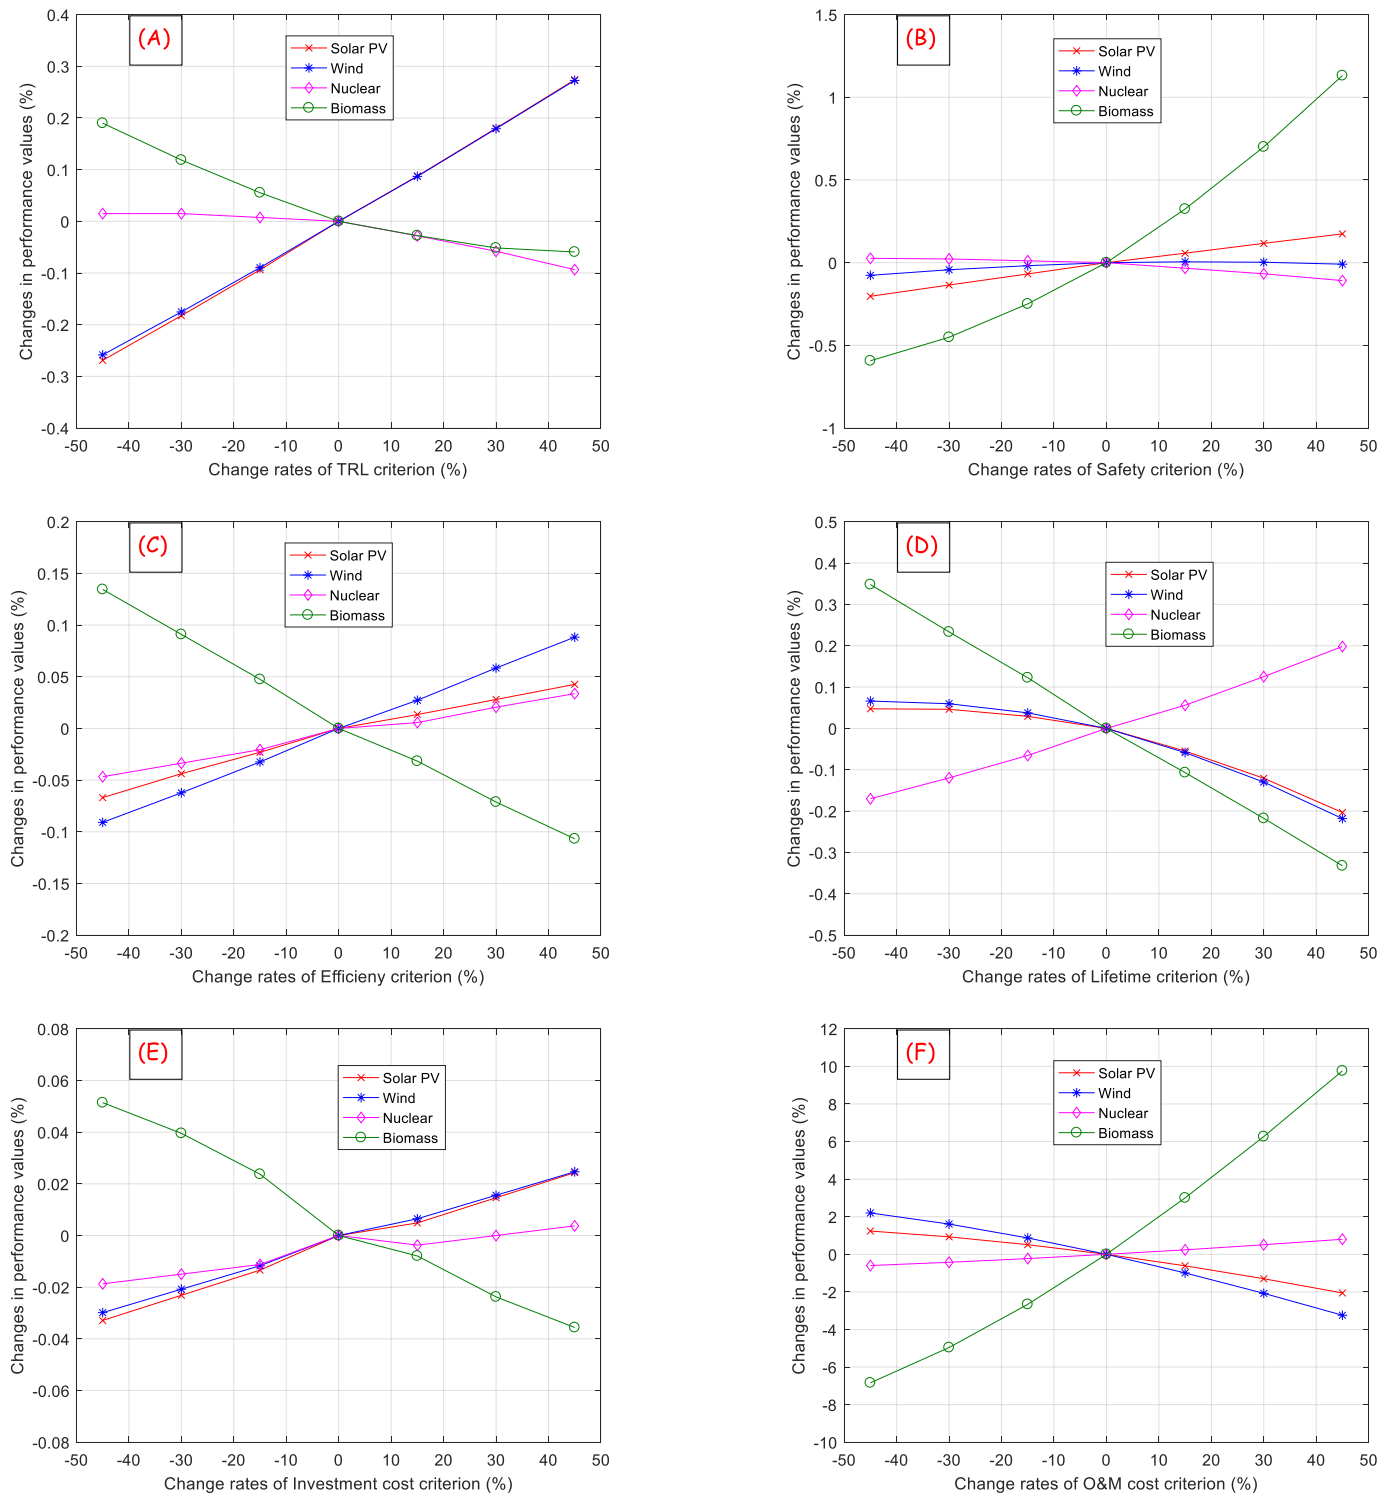 (A)
Solar PV
Wind
Nuclear
Biomass
0.4
0.3
0.2
0.1
0
-0.1
-0.2
-0.3
-0.4
Changes in performance values (%)
-50 -40 -30 -20 -10 0 10 20 30 40 50
Change rates of TRL criterion (%)
(B)
Solar PV
Wind
Nuclear
Biomass
1.5
1
0.5
0
-0.5
-1
Changes in performance values (%)
-50 -40 -30 -20 -10 0 10 20 30 40 50
Change rates of Safety criterion (%)
(C)
Solar PV
Wind
Nuclear
Biomass
0.2
0.15
0.1
0.05
0
-0.05
-0.1
-0.15
-0.2
Changes in performance values (%)
-50 -40 -30 -20 -10 0 10 20 30 40 50
Change rates of Efficieny criterion (%)
(D)
Solar PV
Wind
Nuclear
Biomass
0.5
0.4
0.3
0.2
0.1
0
-0.1
-0.2
-0.3
-0.4
-0.5
Changes in performance values (%)
-50 -40 -30 -20 -10 0 10 20 30 40 50
Change rates of Lifetime criterion (%)
(E)
Solar PV
Wind
Nuclear
Biomass
0.08
0.06
0.04
0.02
0
-0.02
-0.04
-0.06
-0.08
Changes in performance values (%)
-50 -40 -30 -20 -10 0 10 20 30 40 50
Change rates of Investment cost criterion (%)
(F)
Solar PV
Wind
Nuclear
Biomass
12
10
8
6
4
2
0
-2
-4
-6
-8
-10
Changes in performance values (%)
-50 -40 -30 -20 -10 0 10 20 30 40 50
Change rates of O&M cost criterion (%)